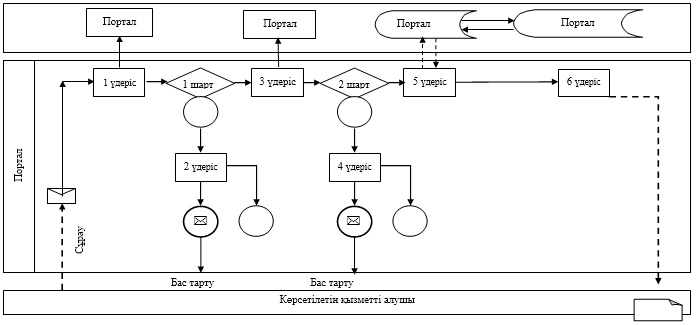 Портал
Портал
Портал
Портал
1 үдеріс
1 шарт
3 үдеріс
2 шарт
5 үдеріс
6 үдеріс
Портал
2 үдеріс
4 үдеріс
Сұрау
Бас тарту
Бас тарту
Көрсетілетін қызметті алушы